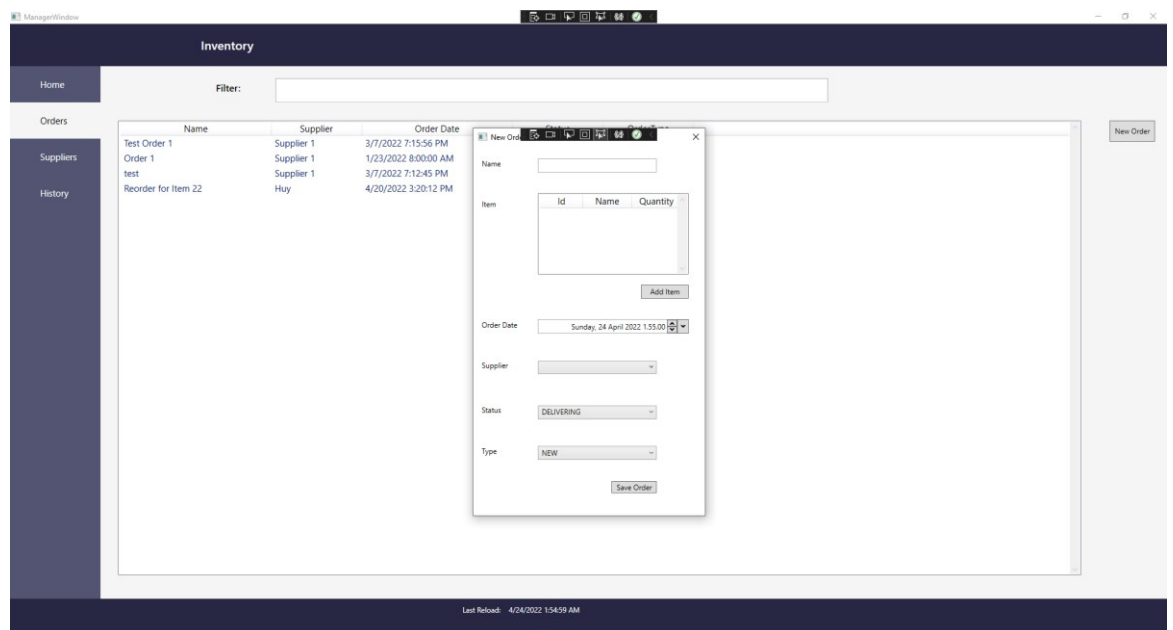 ManagerWindow
Inventory
Home
Orders
Suppliers
History
Filter:
Name Supplier Order Date
Test Order 1 Supplier 1 3/7/2022 7:15:56 PM
Order 1 Supplier 1 1/23/2022 8:00:00 AM
test Supplier 1 3/7/2022 7:12:45 PM
Reorder for Item 22 Huy 4/20/2022 3:20:12 PM
New Order
New Ord
Name
Item
Id Name Quantity
Add Item
Order Date Sunday, 24 April 2022 1.55.00
Supplier
Status DELIVERING
Type NEW
Save Order
Last Reload: 4/24/2022 1:54:59 AM